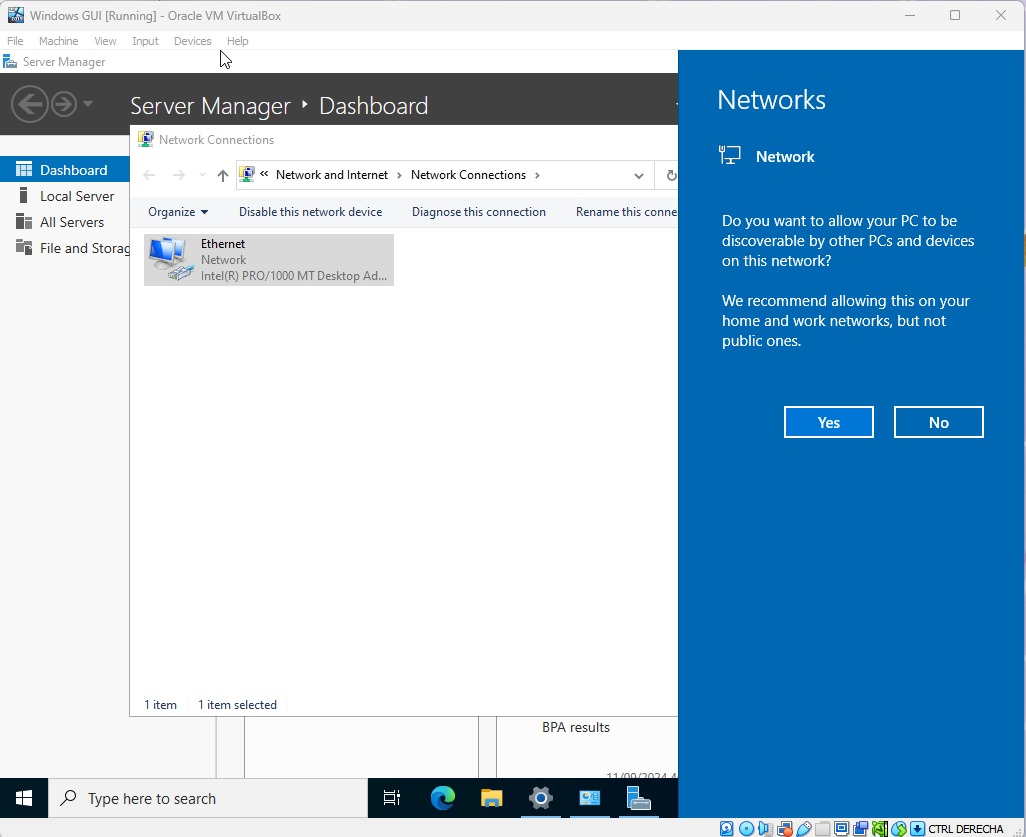 Windows GUI [Running] - Oracle VM VirtualBox
File Machine View Input Devices Help
Server Manager
Server Manager Dashboard
Network Connections
« Network and Internet > Network Connections >
Organize Disable this network device Diagnose this connection Rename this conne
Dashboard
Local Server
All Servers
File and Storag
Ethernet
Network
Intel(R) PRO/1000 MT Desktop Ad...
1 item 1 item selected
BPA results
11/09/2024 4
Networks
Network
Do you want to allow your PC to be
discoverable by other PCs and devices
on this network?
We recommend allowing this on your
home and work networks, but not
public ones.
Yes No
Type here to search
CTRL DERECHA